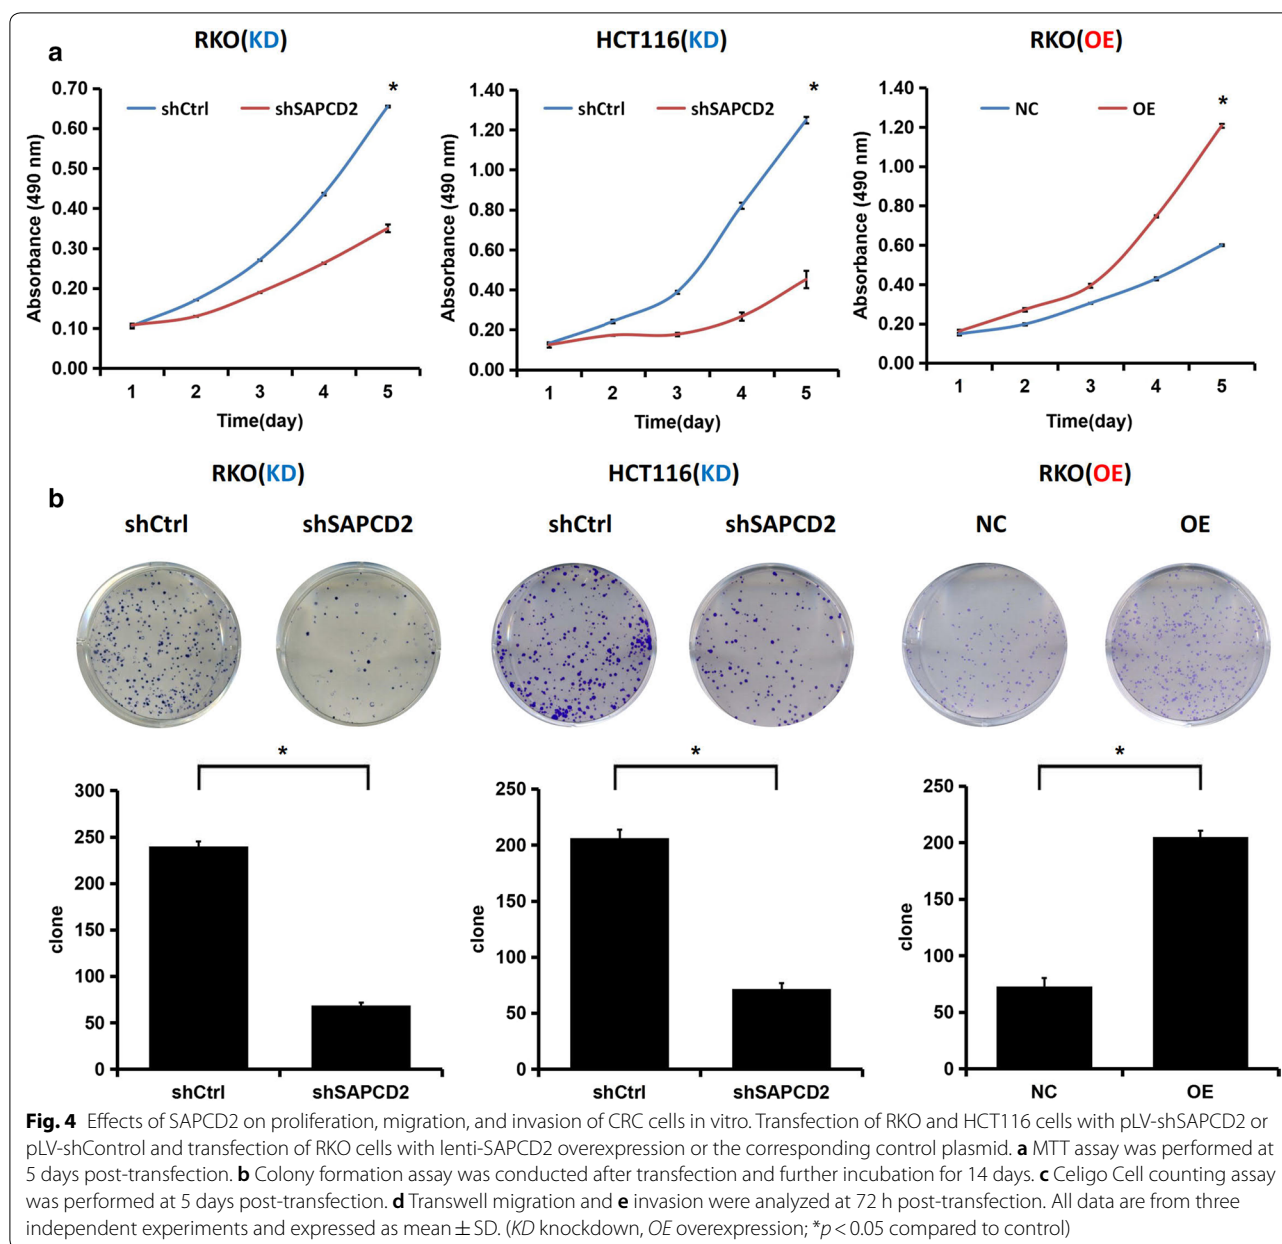 a
RKO(KD)
HCT116(KD)
RKO(OE)
shCtrl
shSAPCD2
*
Absorbance (490 nm)
0.70
0.60
0.50
0.40
0.30
0.20
0.10
0.00
1 2 3 4 5
Time(day)
shCtrl
shSAPCD2
*
Absorbance (490 nm)
1.40
1.20
1.00
0.80
0.60
0.40
0.20
0.00
1 2 3 4 5
Time(day)
NC
OE
*
Absorbance (490 nm)
1.40
1.20
1.00
0.80
0.60
0.40
0.20
0.00
1 2 3 4 5
Time(day)
b
RKO(KD)
HCT116(KD)
RKO(OE)
shCtrl
shSAPCD2
shCtrl
shSAPCD2
NC
OE
*
clone
300
250
200
150
100
50
0
shCtrl
shSAPCD2
*
clone
250
200
150
100
50
0
shCtrl
shSAPCD2
*
clone
250
200
150
100
50
0
NC
OE
Fig. 4 Effects of SAPCD2 on proliferation, migration, and invasion of CRC cells in vitro. Transfection of RKO and HCT116 cells with pLV-shSAPCD2 or
pLV-shControl and transfection of RKO cells with lenti-SAPCD2 overexpression or the corresponding control plasmid. a MTT assay was performed at
5 days post-transfection. b Colony formation assay was conducted after transfection and further incubation for 14 days. c Celigo Cell counting assay
was performed at 5 days post-transfection. d Transwell migration and e invasion were analyzed at 72 h post-transfection. All data are from three
independent experiments and expressed as mean ± SD. (KD knockdown, OE overexpression; *p < 0.05 compared to control)